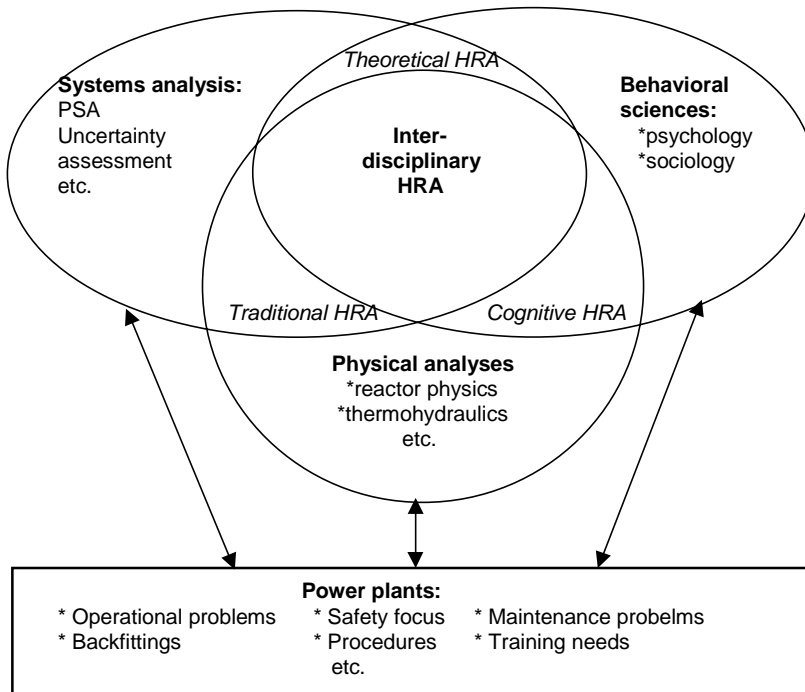 Theoretical HRA
Systems analysis:
PSA
Uncertainty
assessment
etc.
Inter-
disciplinary
HRA
Behavioral
sciences:
*psychology
*sociology
Traditional HRA
Cognitive HRA
Physical analyses
*reactor physics
*thermohydraulics
etc.
Power plants:
* Operational problems
* Backfittings
* Safety focus
* Procedures
etc.
* Maintenance probelms
* Training needs